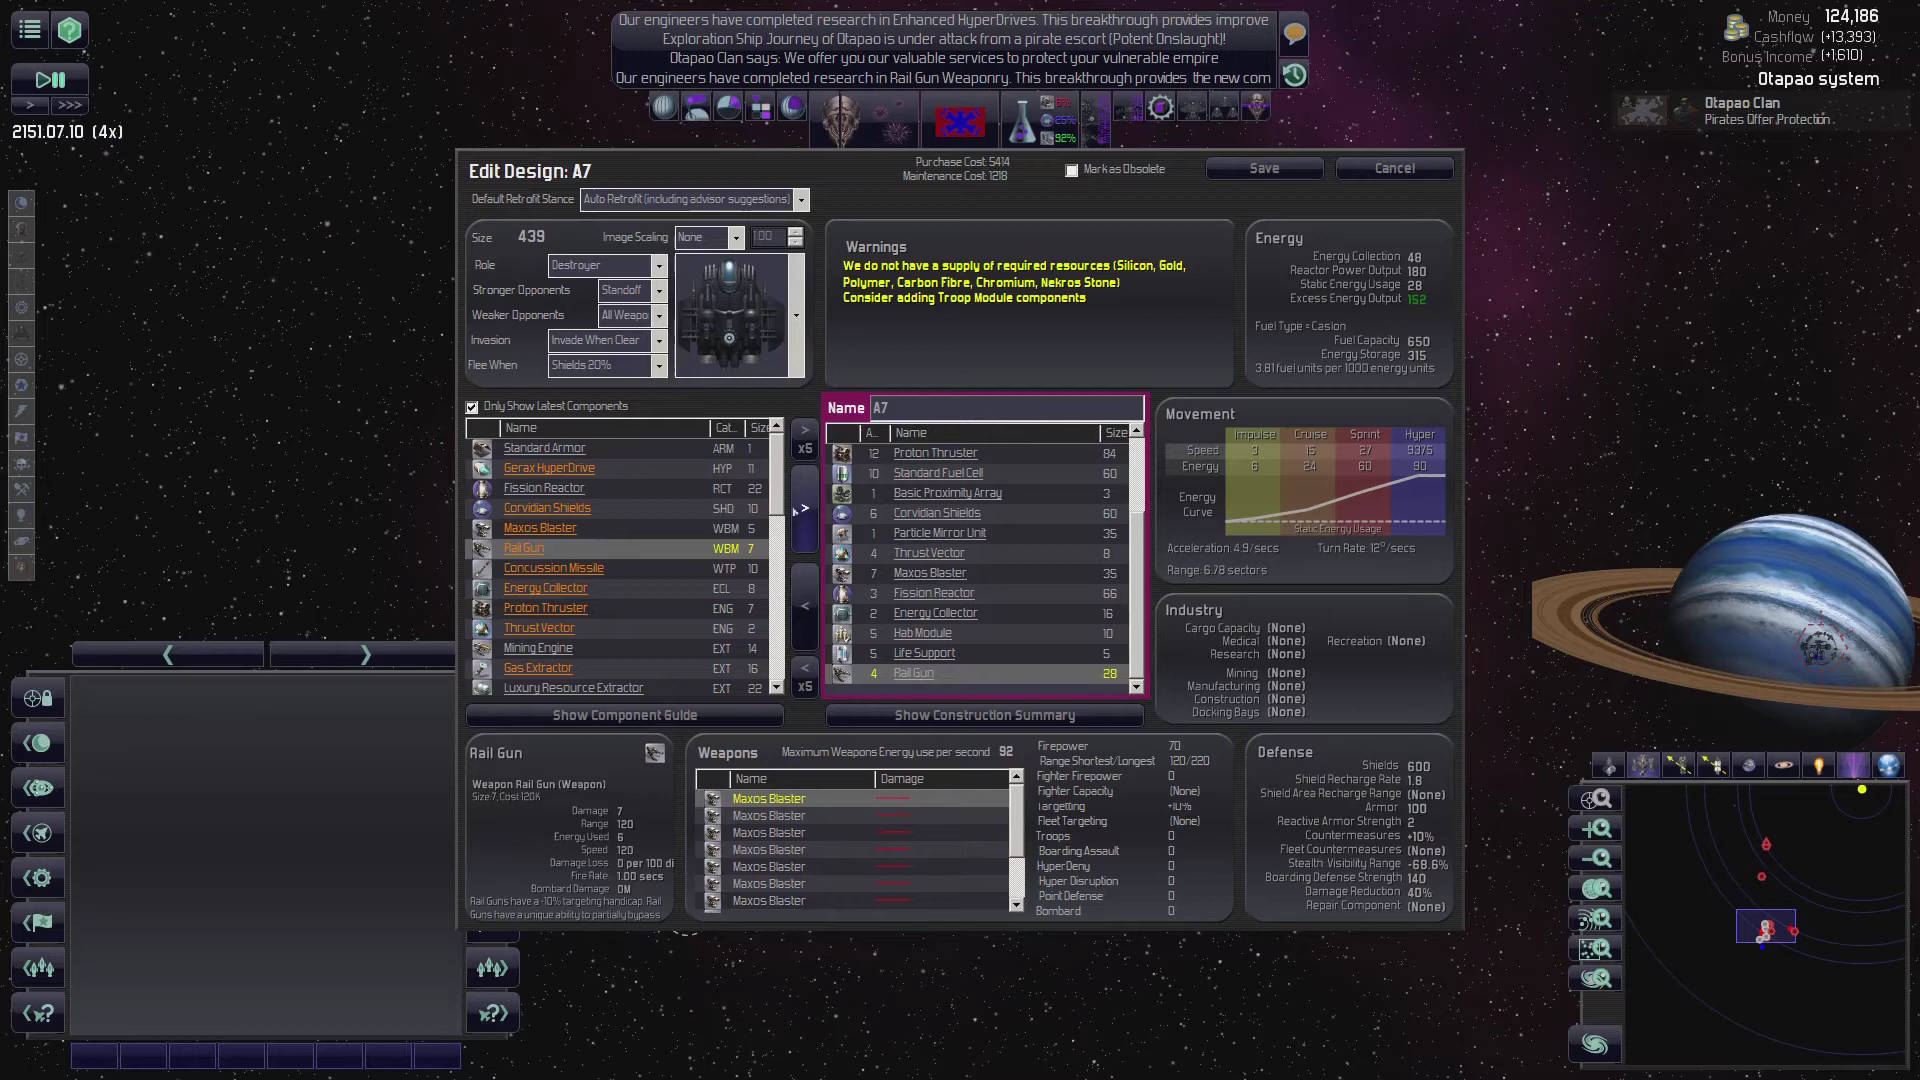 Our engineers have completed research in Enhanced HyperDrives. This breakthrough provides improve
Exploration Ship Journey of Otapao is under attack from a pirate escort (Potent Onslaught)!
Otapao Clan says: We offer you our valuable services to protect your vulnerable empire
Our engineers have completed research in Rail Gun Weaponry. This breakthrough provides the new com
Money 124,186
Cashflow (+13,393)
Bonus Income (+1,610)
Otapao system
Otapao Clan
Pirates Offer Protection
> >>>
2151.07.10 (4x)
6%
25%
92%
Edit Design: A7
Purchase Cost: 5414
Maintenance Cost: 1218
Mark as Obsolete
Save
Cancel
Default Retrofit Stance Auto Retrofit (including advisor suggestions)
Size 439
Image Scaling None 1.00
Role Destroyer
Stronger Opponents Standoff
Weaker Opponents All Weapo
Invasion Invade When Clear
Flee When Shields 20%
Warnings
We do not have a supply of required resources (Silicon, Gold,
Polymer, Carbon Fibre, Chromium, Nekros Stone)
Consider adding Troop Module components
Energy
Energy Collection 48
Reactor Power Output 180
Static Energy Usage 28
Excess Energy Output 152
Fuel Type = Caslon
Fuel Capacity 650
Energy Storage 315
3.81 fuel units per 1000 energy units
Only Show Latest Components
Name Cat... Size
Standard Armor ARM 1
Gerax HyperDrive HYP 11
Fission Reactor RCT 22
Corvidian Shields SHD 10
Maxos Blaster WBM 5
Rail Gun WBM 7
Concussion Missile WTP 10
Energy Collector ECL 8
Proton Thruster ENG 7
Thrust Vector ENG 2
Mining Engine EXT 14
Gas Extractor EXT 16
Luxury Resource Extractor EXT 22
> x5
>
<
< x5
Name A7
A... Name Size
12 Proton Thruster 84
10 Standard Fuel Cell 60
1 Basic Proximity Array 3
6 Corvidian Shields 60
1 Particle Mirror Unit 35
4 Thrust Vector 8
7 Maxos Blaster 35
3 Fission Reactor 66
2 Energy Collector 16
5 Hab Module 10
5 Life Support 5
4 Rail Gun 28
Movement
Impulse Cruise Sprint Hyper
Speed 3 15 27 9375
Energy 6 24 60 90
Energy Curve
Static Energy Usage
Acceleration: 4.9/secs Turn Rate: 12°/secs
Range: 6.78 sectors
Industry
Cargo Capacity (None)
Medical (None) Recreation (None)
Research (None)
Mining (None)
Manufacturing (None)
Construction (None)
Docking Bays (None)
Show Component Guide
Show Construction Summary
Rail Gun
Weapon Rail Gun (Weapon)
Size 7, Cost 120K
Damage 7
Range 120
Energy Used 6
Speed 120
Damage Loss 0 per 100 di
Fire Rate 1.00 secs
Bombard Damage 0M
Rail Guns have a -10% targeting handicap. Rail
Guns have a unique ability to partially bypass
Weapons Maximum Weapons Energy use per second 92
Name Damage
Maxos Blaster
Maxos Blaster
Maxos Blaster
Maxos Blaster
Maxos Blaster
Maxos Blaster
Maxos Blaster
Firepower 70
Range Shortest/Longest 120/220
Fighter Firepower 0
Fighter Capacity (None)
Targetting +10%
Fleet Targeting (None)
Troops 0
Boarding Assault 0
HyperDeny 0
Hyper Disruption 0
Point Defense 0
Bombard 0
Defense
Shields 600
Shield Recharge Rate 1.8
Shield Area Recharge Range (None)
Armor 100
Reactive Armor Strength 2
Countermeasures +10%
Fleet Countermeasures (None)
Stealth: Visibility Range -68.6%
Boarding Defense Strength 140
Damage Reduction 40%
Repair Component (None)